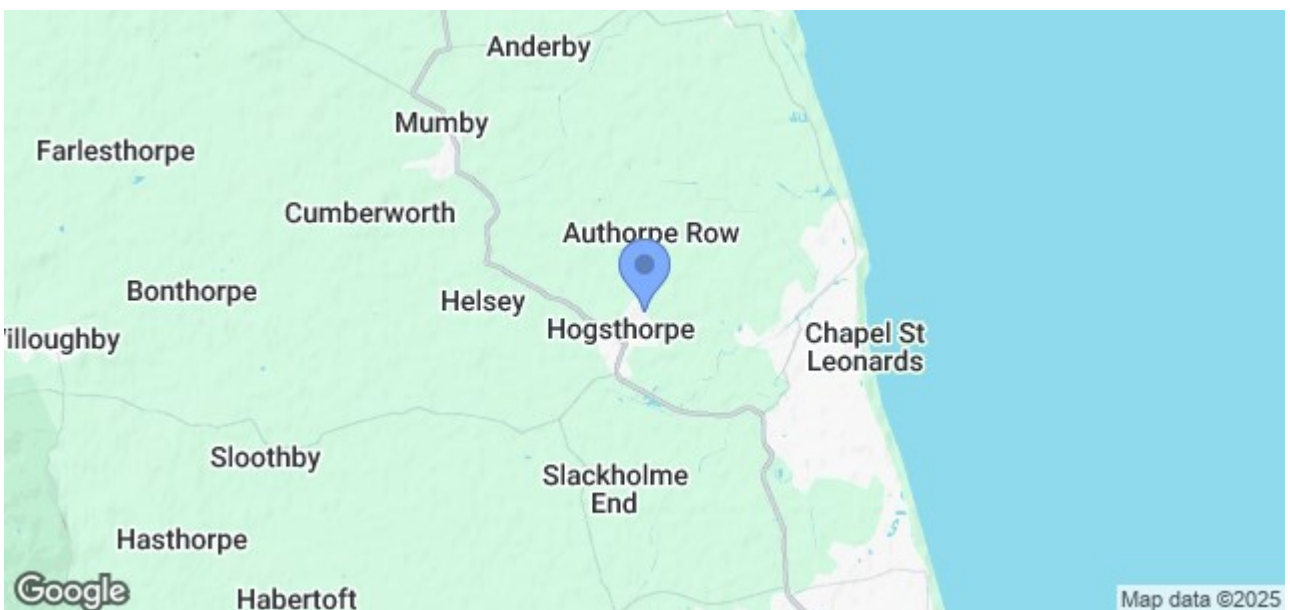 Anderby
Mumby
Farlesthorpe
Cumberworth
Authorpe Row
Bonthorpe
Helsey
Hogsthorpe
Chapel St
Leonards
illoughby
Sloothby
Slackholme
End
Hasthorpe
Habertoft
Google
Map data ©2025